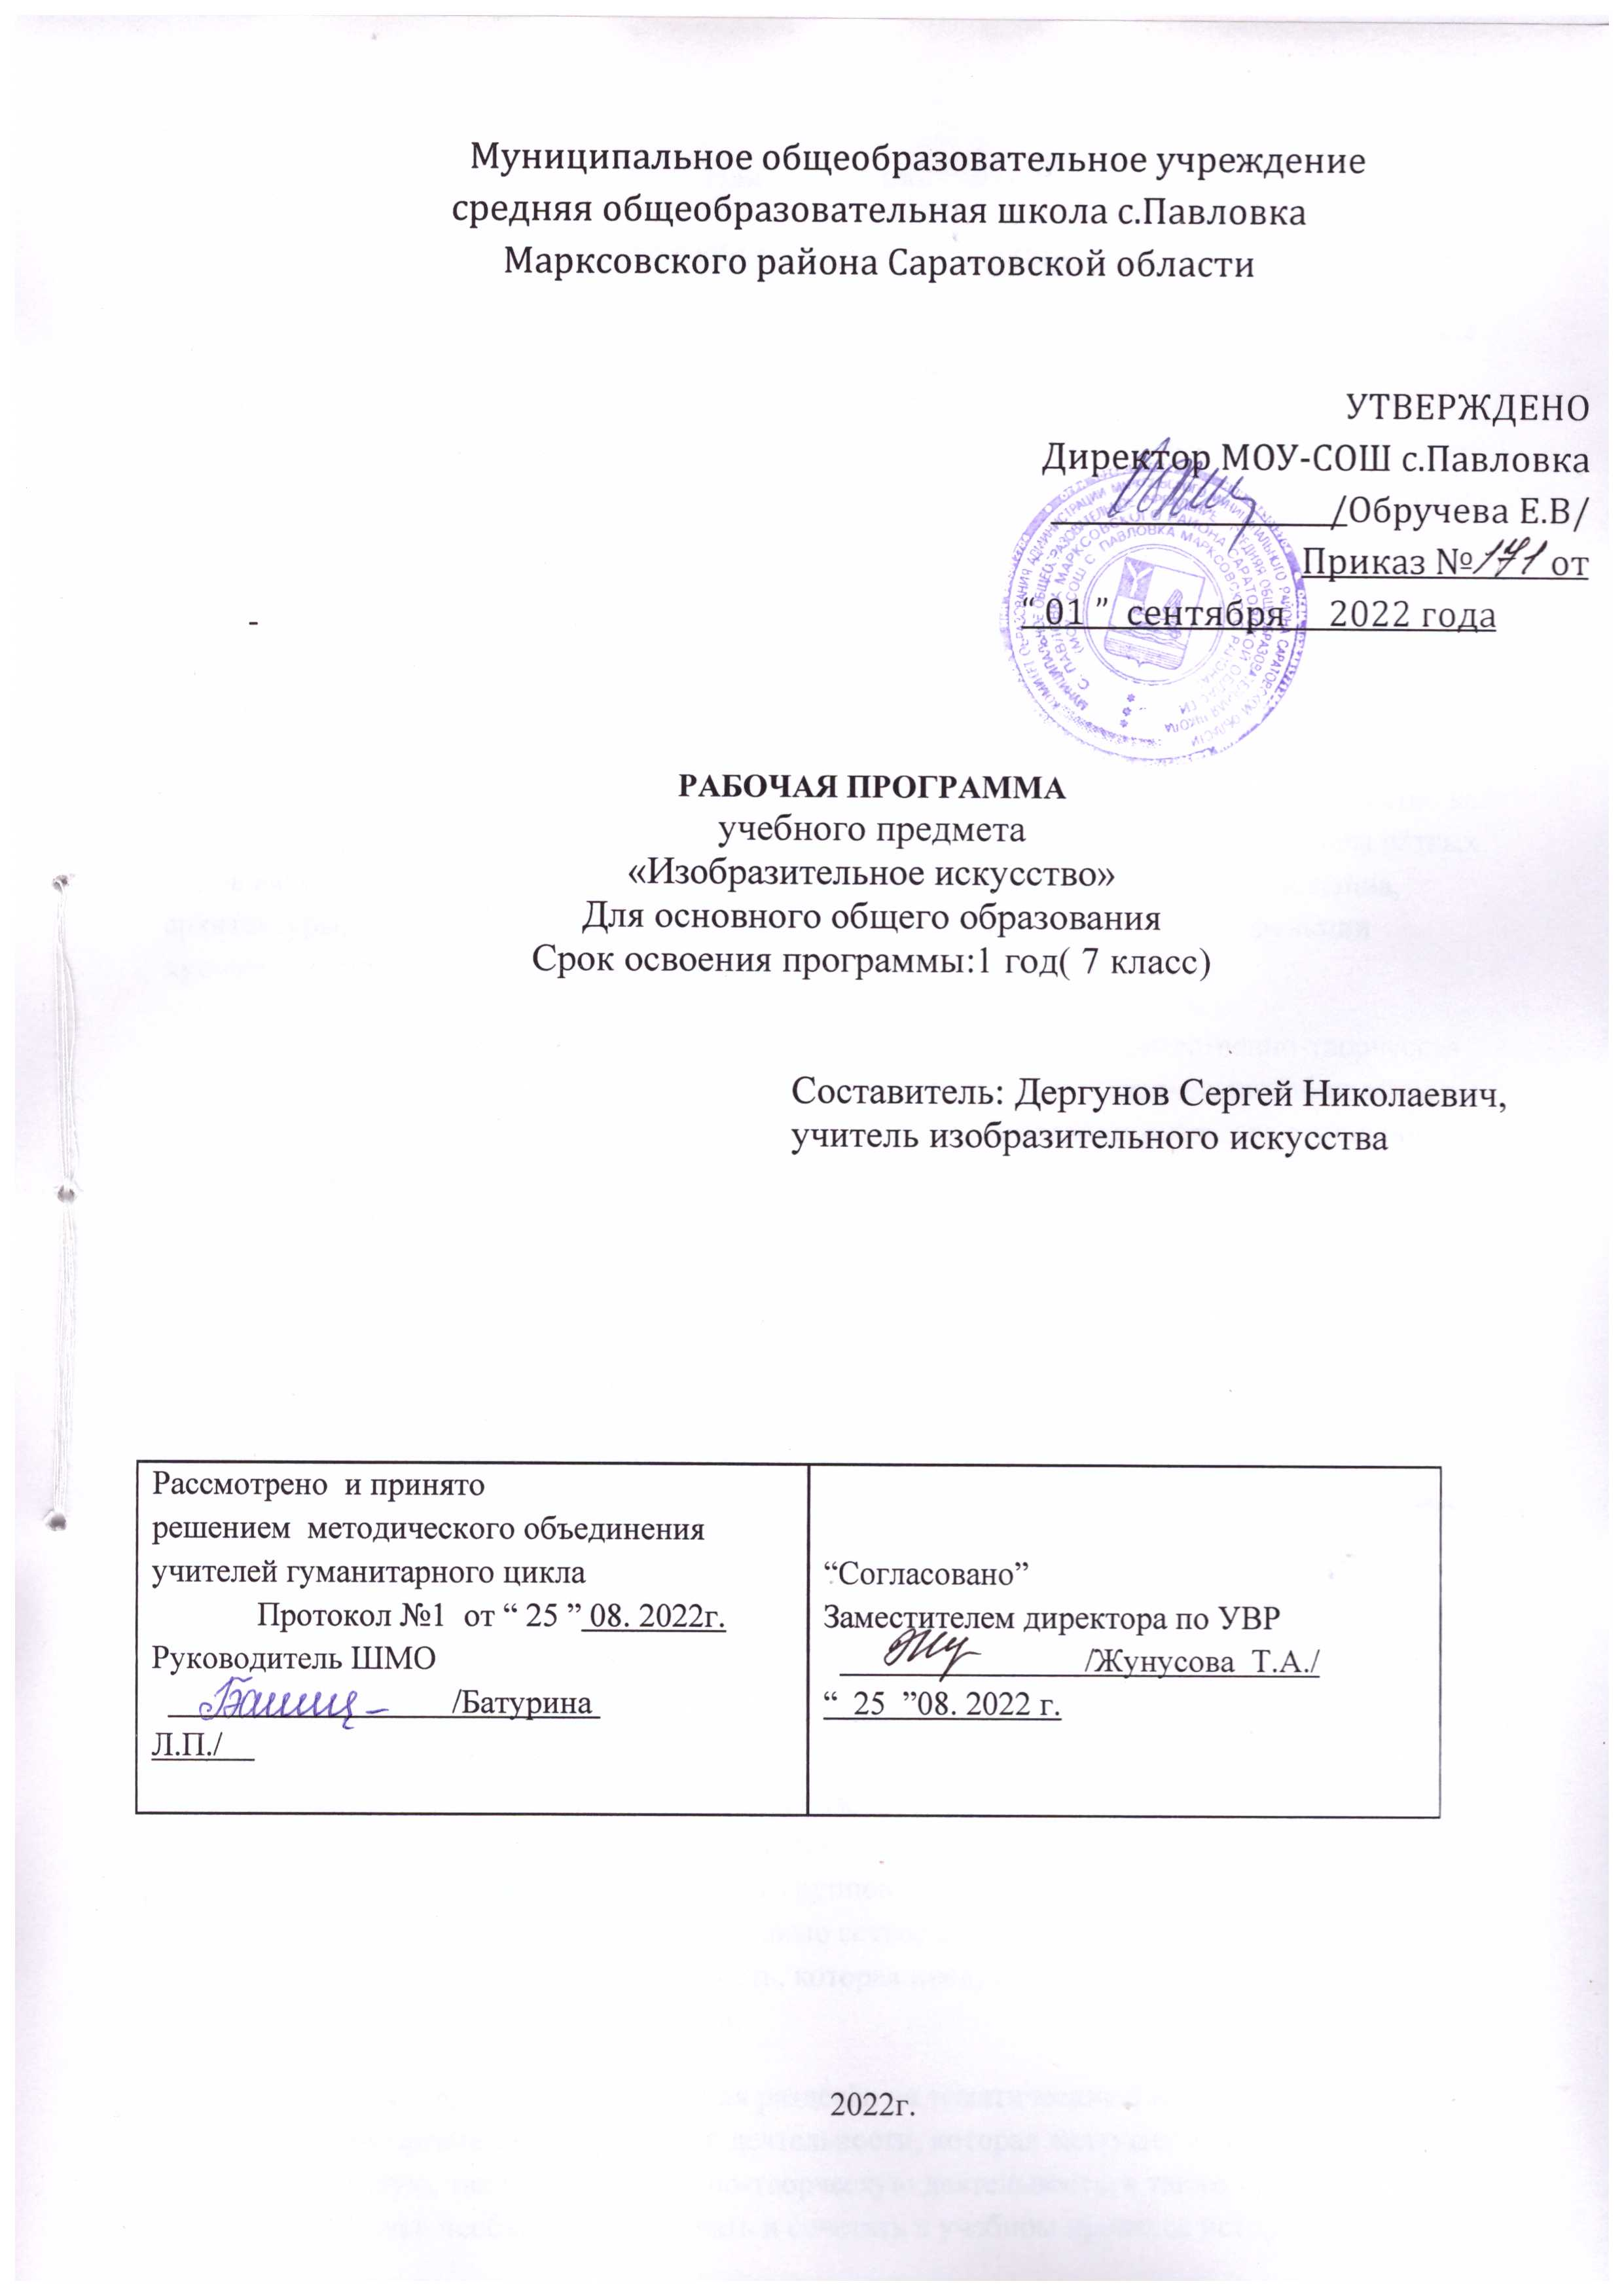 Муниципальное общеобразовательное учреждение
средняя общеобразовательная школа с.Павловка
Марксовского района Саратовской области
УТВЕРЖДЕНО
Директор МОУ-СОШ с.Павловка
/Обручева Е.В/
Приказ №171 от
“ 01 ” сентября 2022 года
-
РАБОЧАЯ ПРОГРАММА
учебного предмета
«Изобразительное искусство»
Для основного общего образования
Срок освоения программы:1 год( 7 класс)
Составитель: Дергунов Сергей Николаевич,
учитель изобразительного искусства
Рассмотрено и принято
решением методического объединения
учителей гуманитарного цикла
Протокол №1 от “ 25 ” 08. 2022г.
Руководитель ШМО
/Батурина
Л.П./
“Согласовано”
Заместителем директора по УВР
/Жунусова Т.А./
“ 25 ”08. 2022 г.
2022г.